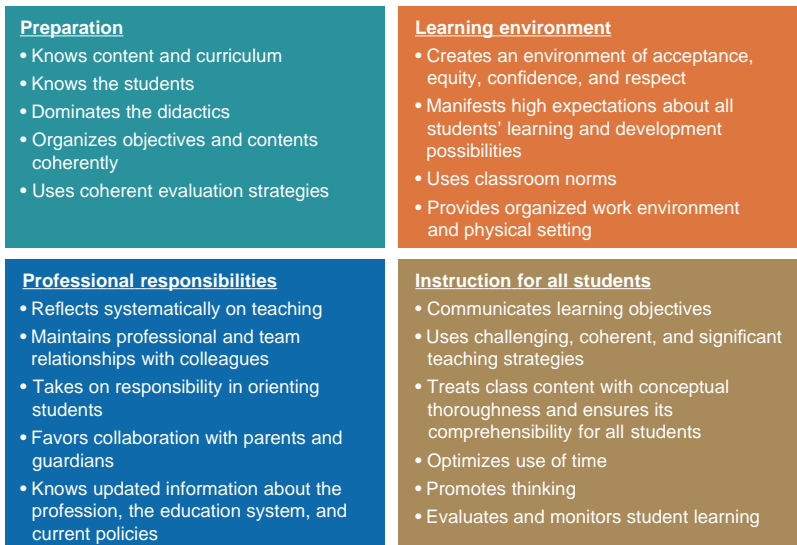 Preparation
• Knows content and curriculum
• Knows the students
• Dominates the didactics
• Organizes objectives and contents
coherently
• Uses coherent evaluation strategies
Learning environment
• Creates an environment of acceptance,
equity, confidence, and respect
• Manifests high expectations about all
students’ learning and development
possibilities
• Uses classroom norms
• Provides organized work environment
and physical setting
Professional responsibilities
• Reflects systematically on teaching
• Maintains professional and team
relationships with colleagues
• Takes on responsibility in orienting
students
• Favors collaboration with parents and
guardians
• Knows updated information about the
profession, the education system, and
current policies
Instruction for all students
• Communicates learning objectives
• Uses challenging, coherent, and significant
teaching strategies
• Treats class content with conceptual
thoroughness and ensures its
comprehensibility for all students
• Optimizes use of time
• Promotes thinking
• Evaluates and monitors student learning